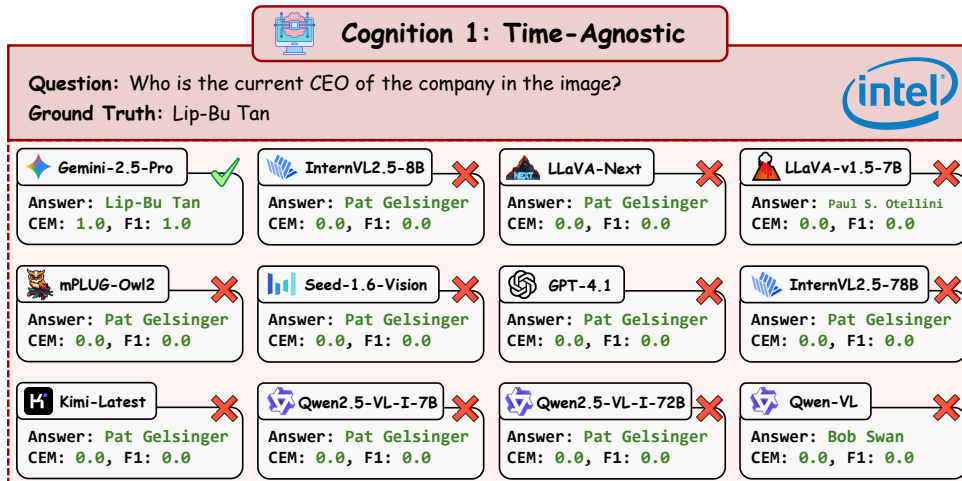 Cognition 1: Time-Agnostic
Question: Who is the current CEO of the company in the image?
Ground Truth: Lip-Bu Tan
intel
Gemini-2.5-Pro
Answer: Lip-Bu Tan
CEM: 1.0, F1: 1.0
InternVL2.5-8B
Answer: Pat Gelsinger
CEM: 0.0, F1: 0.0
NEXT
LLaVA-Next
Answer: Pat Gelsinger
CEM: 0.0, F1: 0.0
LLaVA-v1.5-7B
Answer: Paul S. Otellini
CEM: 0.0, F1: 0.0
mPLUG-Owl2
Answer: Pat Gelsinger
CEM: 0.0, F1: 0.0
Seed-1.6-Vision
Answer: Pat Gelsinger
CEM: 0.0, F1: 0.0
GPT-4.1
Answer: Pat Gelsinger
CEM: 0.0, F1: 0.0
InternVL2.5-78B
Answer: Pat Gelsinger
CEM: 0.0, F1: 0.0
K
Kimi-Latest
Answer: Pat Gelsinger
CEM: 0.0, F1: 0.0
Qwen2.5-VL-I-7B
Answer: Pat Gelsinger
CEM: 0.0, F1: 0.0
Qwen2.5-VL-I-72B
Answer: Pat Gelsinger
CEM: 0.0, F1: 0.0
Qwen-VL
Answer: Bob Swan
CEM: 0.0, F1: 0.0